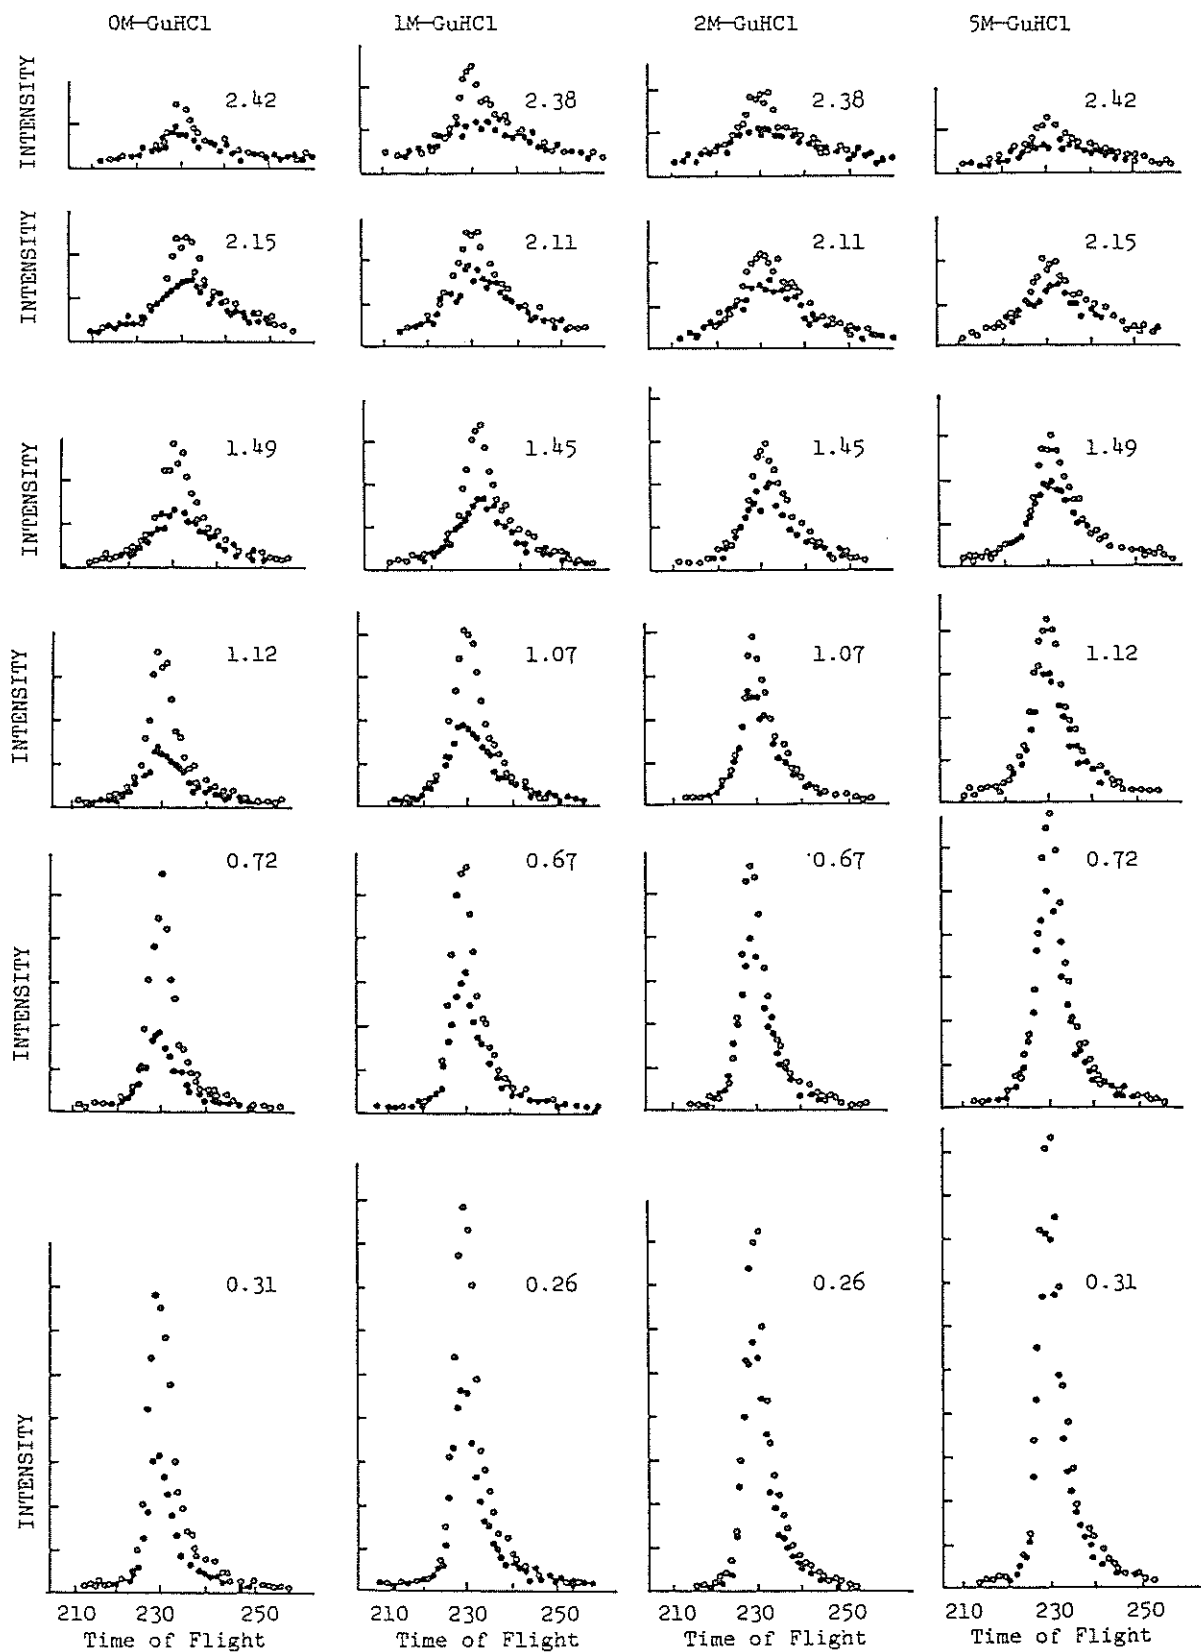 0M-GuHCl 1M-GuHCl 2M-GuHCl 5M-GuHCl
INTENSITY 2.42 2.38 2.38 2.42
INTENSITY 2.15 2.11 2.11 2.15
INTENSITY 1.49 1.45 1.45 1.49
INTENSITY 1.12 1.07 1.07 1.12
INTENSITY 0.72 0.67 0.67 0.72
INTENSITY 0.31 0.26 0.26 0.31
210 230 250 210 230 250 210 230 250 210 230 250
Time of Flight Time of Flight Time of Flight Time of Flight